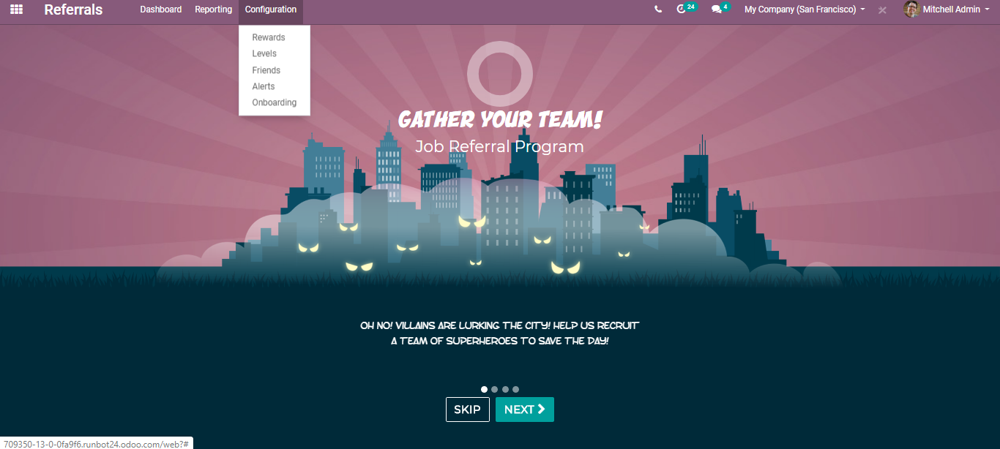 Referrals
Dashboard
Reporting
Configuration
24
4
My Company (San Francisco)
Mitchell Admin
Rewards
Levels
Friends
Alerts
Onboarding
GATHER YOUR TEAM!
Job Referral Program
OH NO! VILLAINS ARE LURKING THE CITY! HELP US RECRUIT
A TEAM OF SUPERHEROES TO SAVE THE DAY!
SKIP
NEXT
709350-13-0-0fa9f6.runbot24.odoo.com/web?#